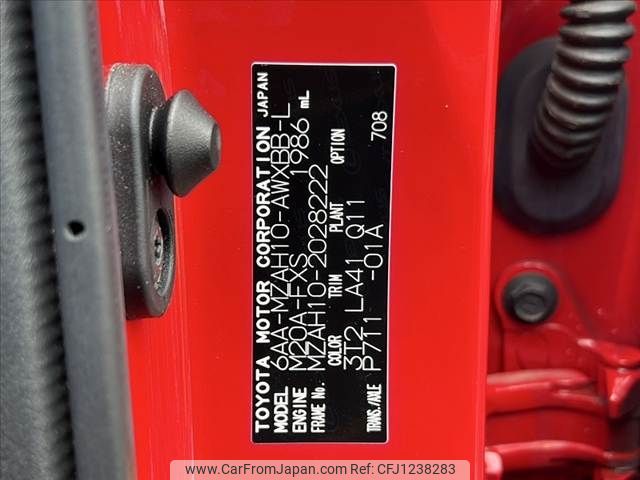 TOYOTA MOTOR CORPORATION JAPAN
MODEL 6AA-MZAH10-AWXBB-L
ENGINE M20A-FXS 1986 mL
FRAME No. MZAH10-2028222
COLOR TRIM PLANT OPTION
3T2 LA41 Q11
TRANS./AXLE P711 -01A 708
www.CarFromJapan.com | CFJ1238283